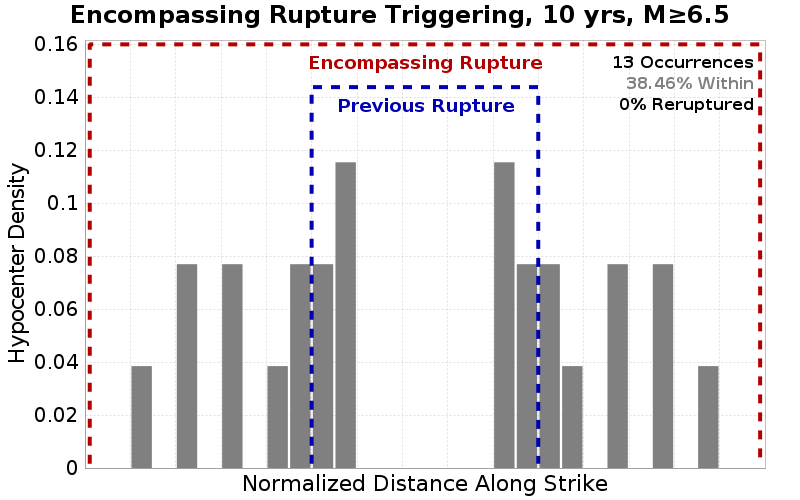 Encompassing Rupture Triggering, 10 yrs, M≥6.5
0.16
0.14
0.12
0.1
0.08
0.06
0.04
0.02
0
Hypocenter Density
Encompassing Rupture
Previous Rupture
13 Occurrences
38.46% Within
0% Reruptured
Normalized Distance Along Strike